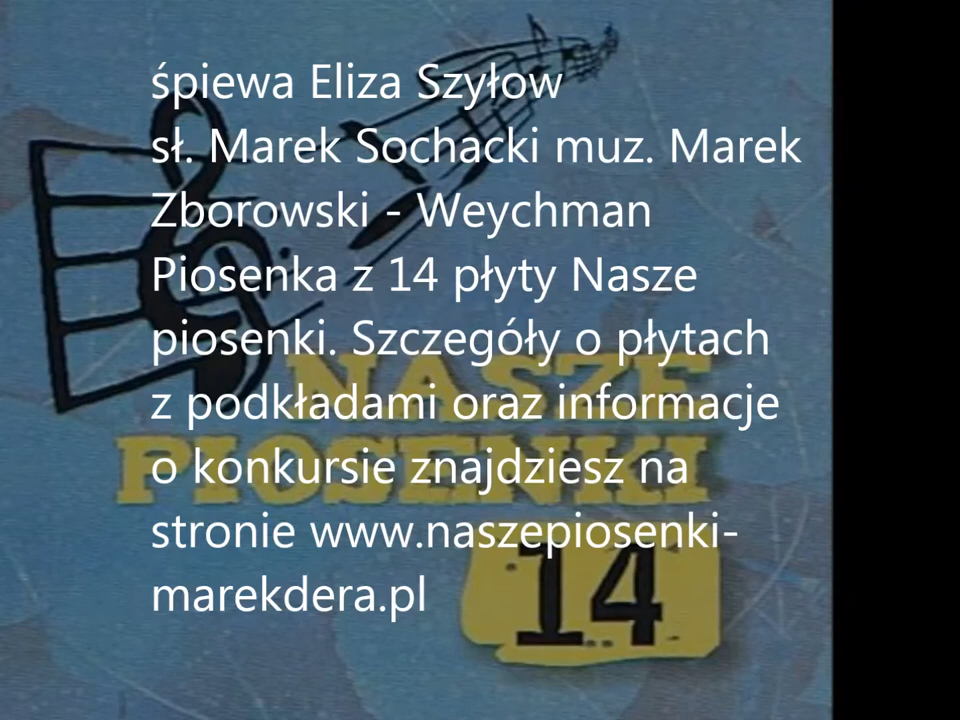 śpiewa Eliza Szyłow
sł. Marek Sochacki muz. Marek
Zborowski - Weychman
Piosenka z 14 płyty Nasze
piosenki. Szczegóły o płytach
z podkładami oraz informacje
o konkursie znajdziesz na
stronie www.naszepiosenki-
marekdera.pl
NASZE
PIOSENKI
14